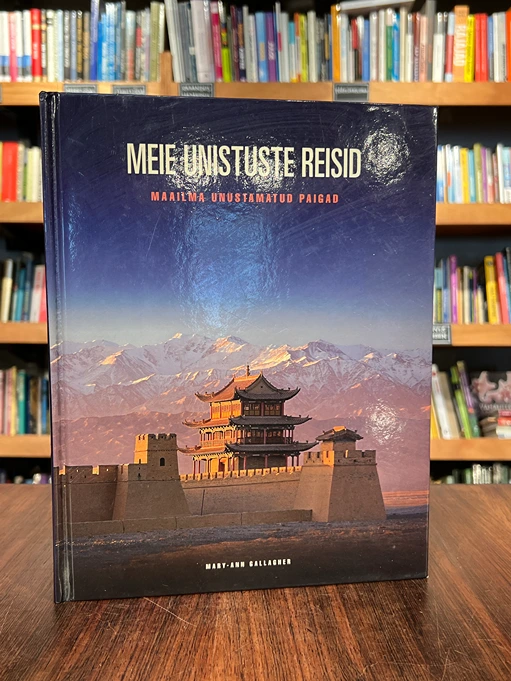 MEIE UNISTUSTE REISID
MAAILMA UNUSTAMATUD PAIGAD
MARY-ANN GALLAGHER